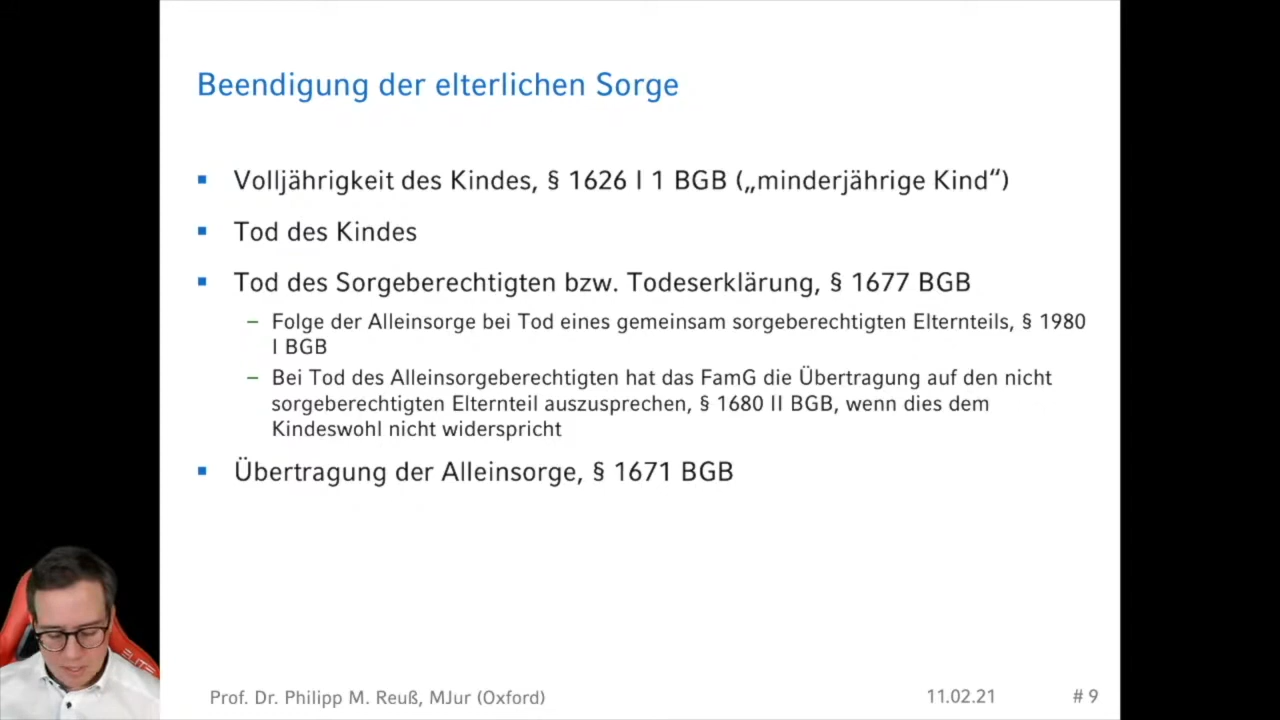 Beendigung der elterlichen Sorge
▪ Volljährigkeit des Kindes, § 1626 I 1 BGB („minderjährige Kind“)
▪ Tod des Kindes
▪ Tod des Sorgeberechtigten bzw. Todeserklärung, § 1677 BGB
– Folge der Alleinsorge bei Tod eines gemeinsam sorgeberechtigten Elternteils, § 1980
I BGB
– Bei Tod des Alleinsorgeberechtigten hat das FamG die Übertragung auf den nicht
sorgeberechtigten Elternteil auszusprechen, § 1680 II BGB, wenn dies dem
Kindeswohl nicht widerspricht
▪ Übertragung der Alleinsorge, § 1671 BGB
ELITE
Prof. Dr. Philipp M. Reuß, MJur (Oxford)
11.02.21
# 9